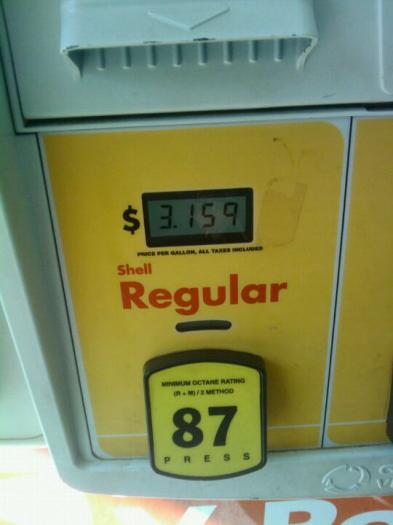 $ 3.159
PRICE PER GALLON, ALL TAXES INCLUDED
Shell
Regular
MINIMUM OCTANE RATING
(R + M) / 2 METHOD
87
PRESS